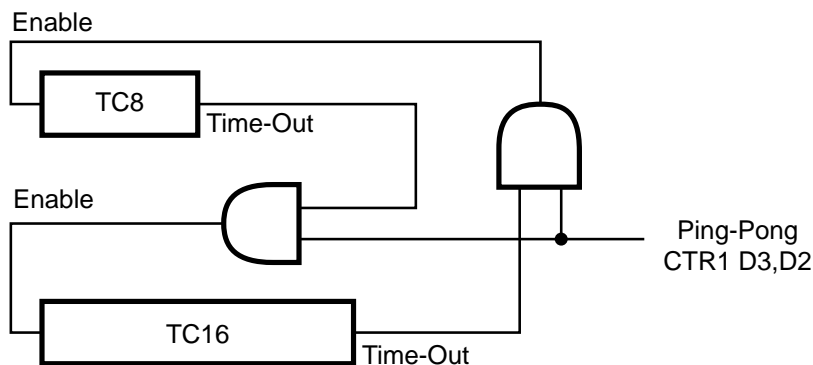 Enable
TC8
Time-Out
Enable
Ping-Pong
CTR1 D3,D2
TC16
Time-Out